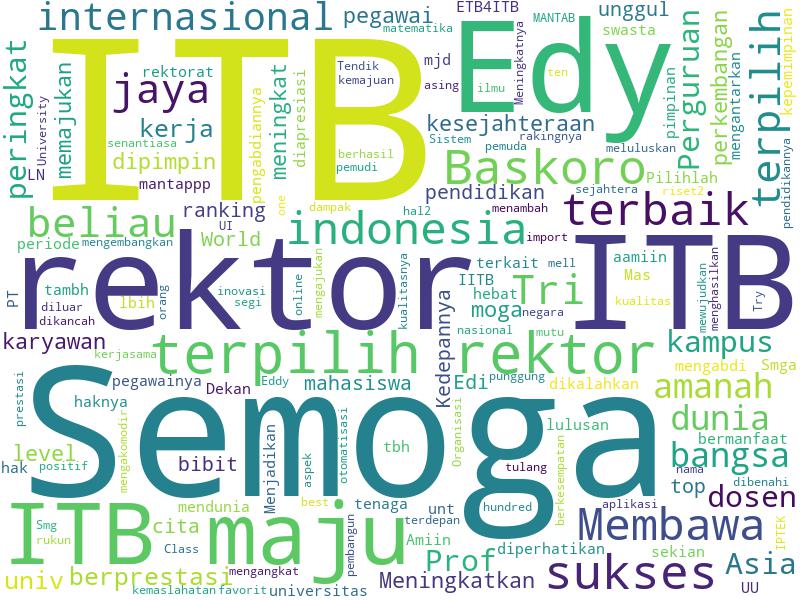 internasional
pegawai
ETB4ITB
matematika
MANTAB
unggul
swasta
kepemimpinan
ITB
Edy
Perguruan
perkembangan
mengantarkan
terpilih
pimpinan
peringkat
University
LN
memajukan
rektorat
jaya
kerja
senantiasa
dipimpin
mantappp
pengabdiannya
meningkat
diapresiasi
Tendik
kemajuan
berhasil
pemudi
mjd
asing
ilmu
Meningkatnya
ten
kesejahteraan
Sistem
rakingnya
pemuda
meluluskan
Baskoro
Pilihlah
pendidikan
sejahtera
riset2
pendidikannya
beliau
ranking
UI
one
dampak
hal2
menambah
import
terbaik
periode
mengembangkan
World
indonesia
rektor ITB
terkait
mell
aamiin
Mas
IITB
Tri
kualitas
hebat
moga
negara
PT
tambh
diluar
dikancah
lbih
orang
inovasi
segi
online
mengajukan
kualitasnya
mewujudkan
menghasilkan
Try
karyawan
kerjasama
terpilih rektor
nasional
mutu
kampus
Kedepannya
prestasi
pegawainya
Dekan
Eddy
mahasiswa
Edi
punggung
dikalahkan
mengabdi
Smga
amanah
haknya
Semoga
Organisasi
lulusan
dunia
bermanfaat
level
hak
positif
mengakomodir
bibit
Menjadikan
aspek
otomatisasi
tbh
tulang
berkesempatan
bangsa
nama
dibenahi
top
dosen
ITB maju
Smg
rukun
cita
mendunia
Class
best
pembangun
tenaga
unt
terdepan
hundred
aplikasi
Membawa
IPTEK
Amiin
Prof
diperhatikan
sekian
Asia
univ
berprestasi
mengangkat
kemaslahatan
favorit
universitas
Meningkatkan
sukses
UU